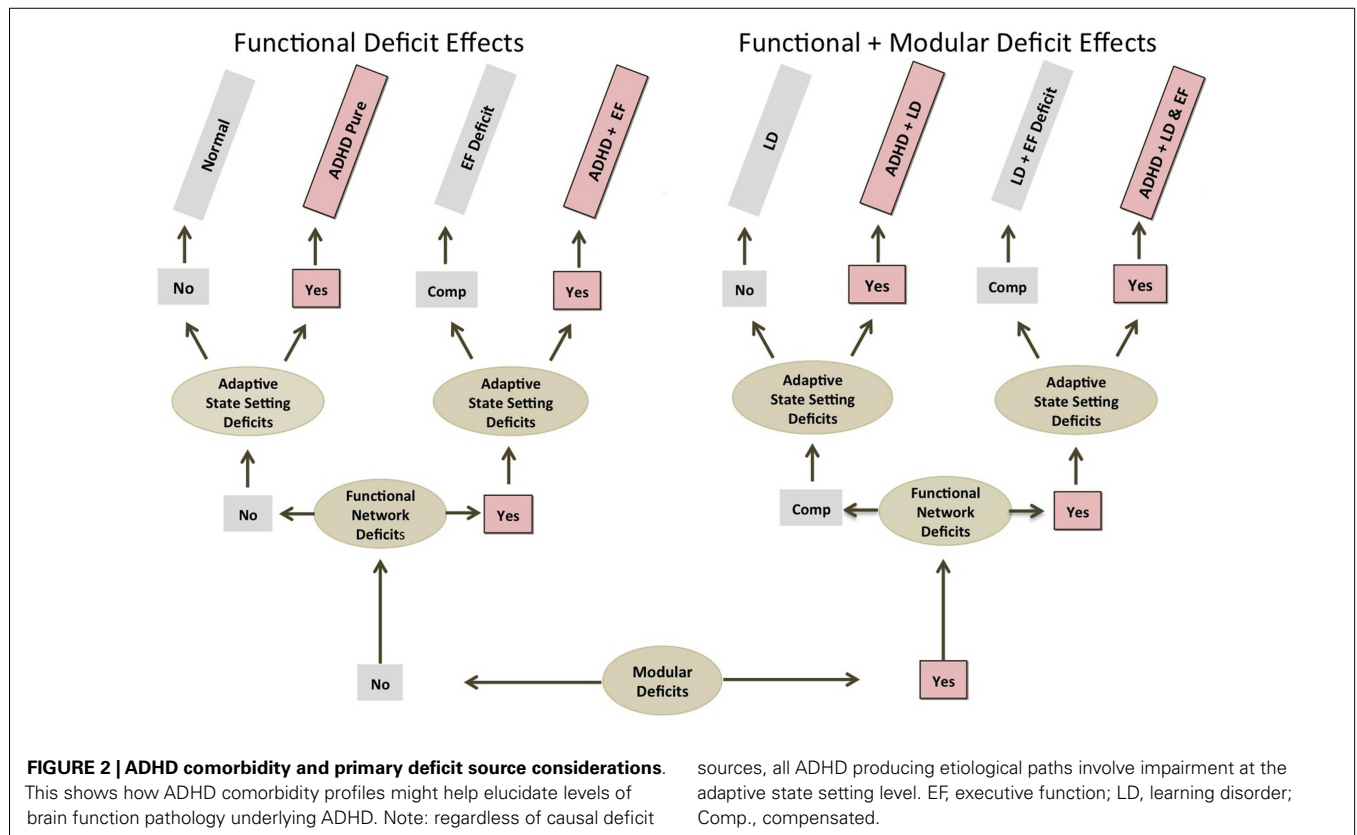 Functional Deficit Effects
Functional + Modular Deficit Effects
Normal
ADHD Pure
EF Deficit
ADHD + EF
LD
ADHD + LD
LD + EF Deficit
ADHD + LD & EF
No
Yes
Comp
Yes
No
Yes
Comp
Yes
Adaptive
State Setting
Deficits
Adaptive
State Setting
Deficits
Adaptive
State Setting
Deficits
Adaptive
State Setting
Deficits
No
Functional
Network
Deficits
Yes
Comp
Functional
Network
Deficits
Yes
No
Modular
Deficits
Yes
FIGURE 2 | ADHD comorbidity and primary deficit source considerations.
This shows how ADHD comorbidity profiles might help elucidate levels of
brain function pathology underlying ADHD. Note: regardless of causal deficit
sources, all ADHD producing etiological paths involve impairment at the
adaptive state setting level. EF, executive function; LD, learning disorder;
Comp., compensated.